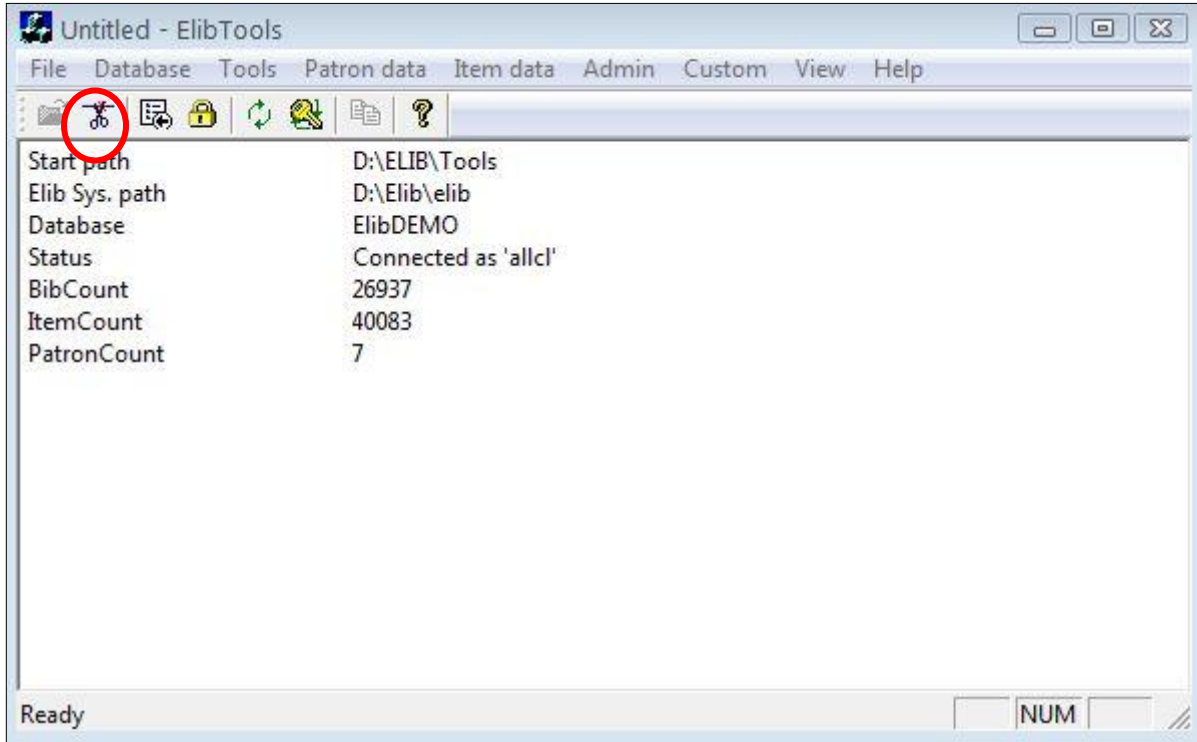 Untitled - ElibTools
File Database Tools Patron data Item data Admin Custom View Help
Start path D:\ELIB\Tools
Elib Sys. path D:\Elib\elib
Database ElibDEMO
Status Connected as 'allcl'
BibCount 26937
ItemCount 40083
PatronCount 7
Ready NUM